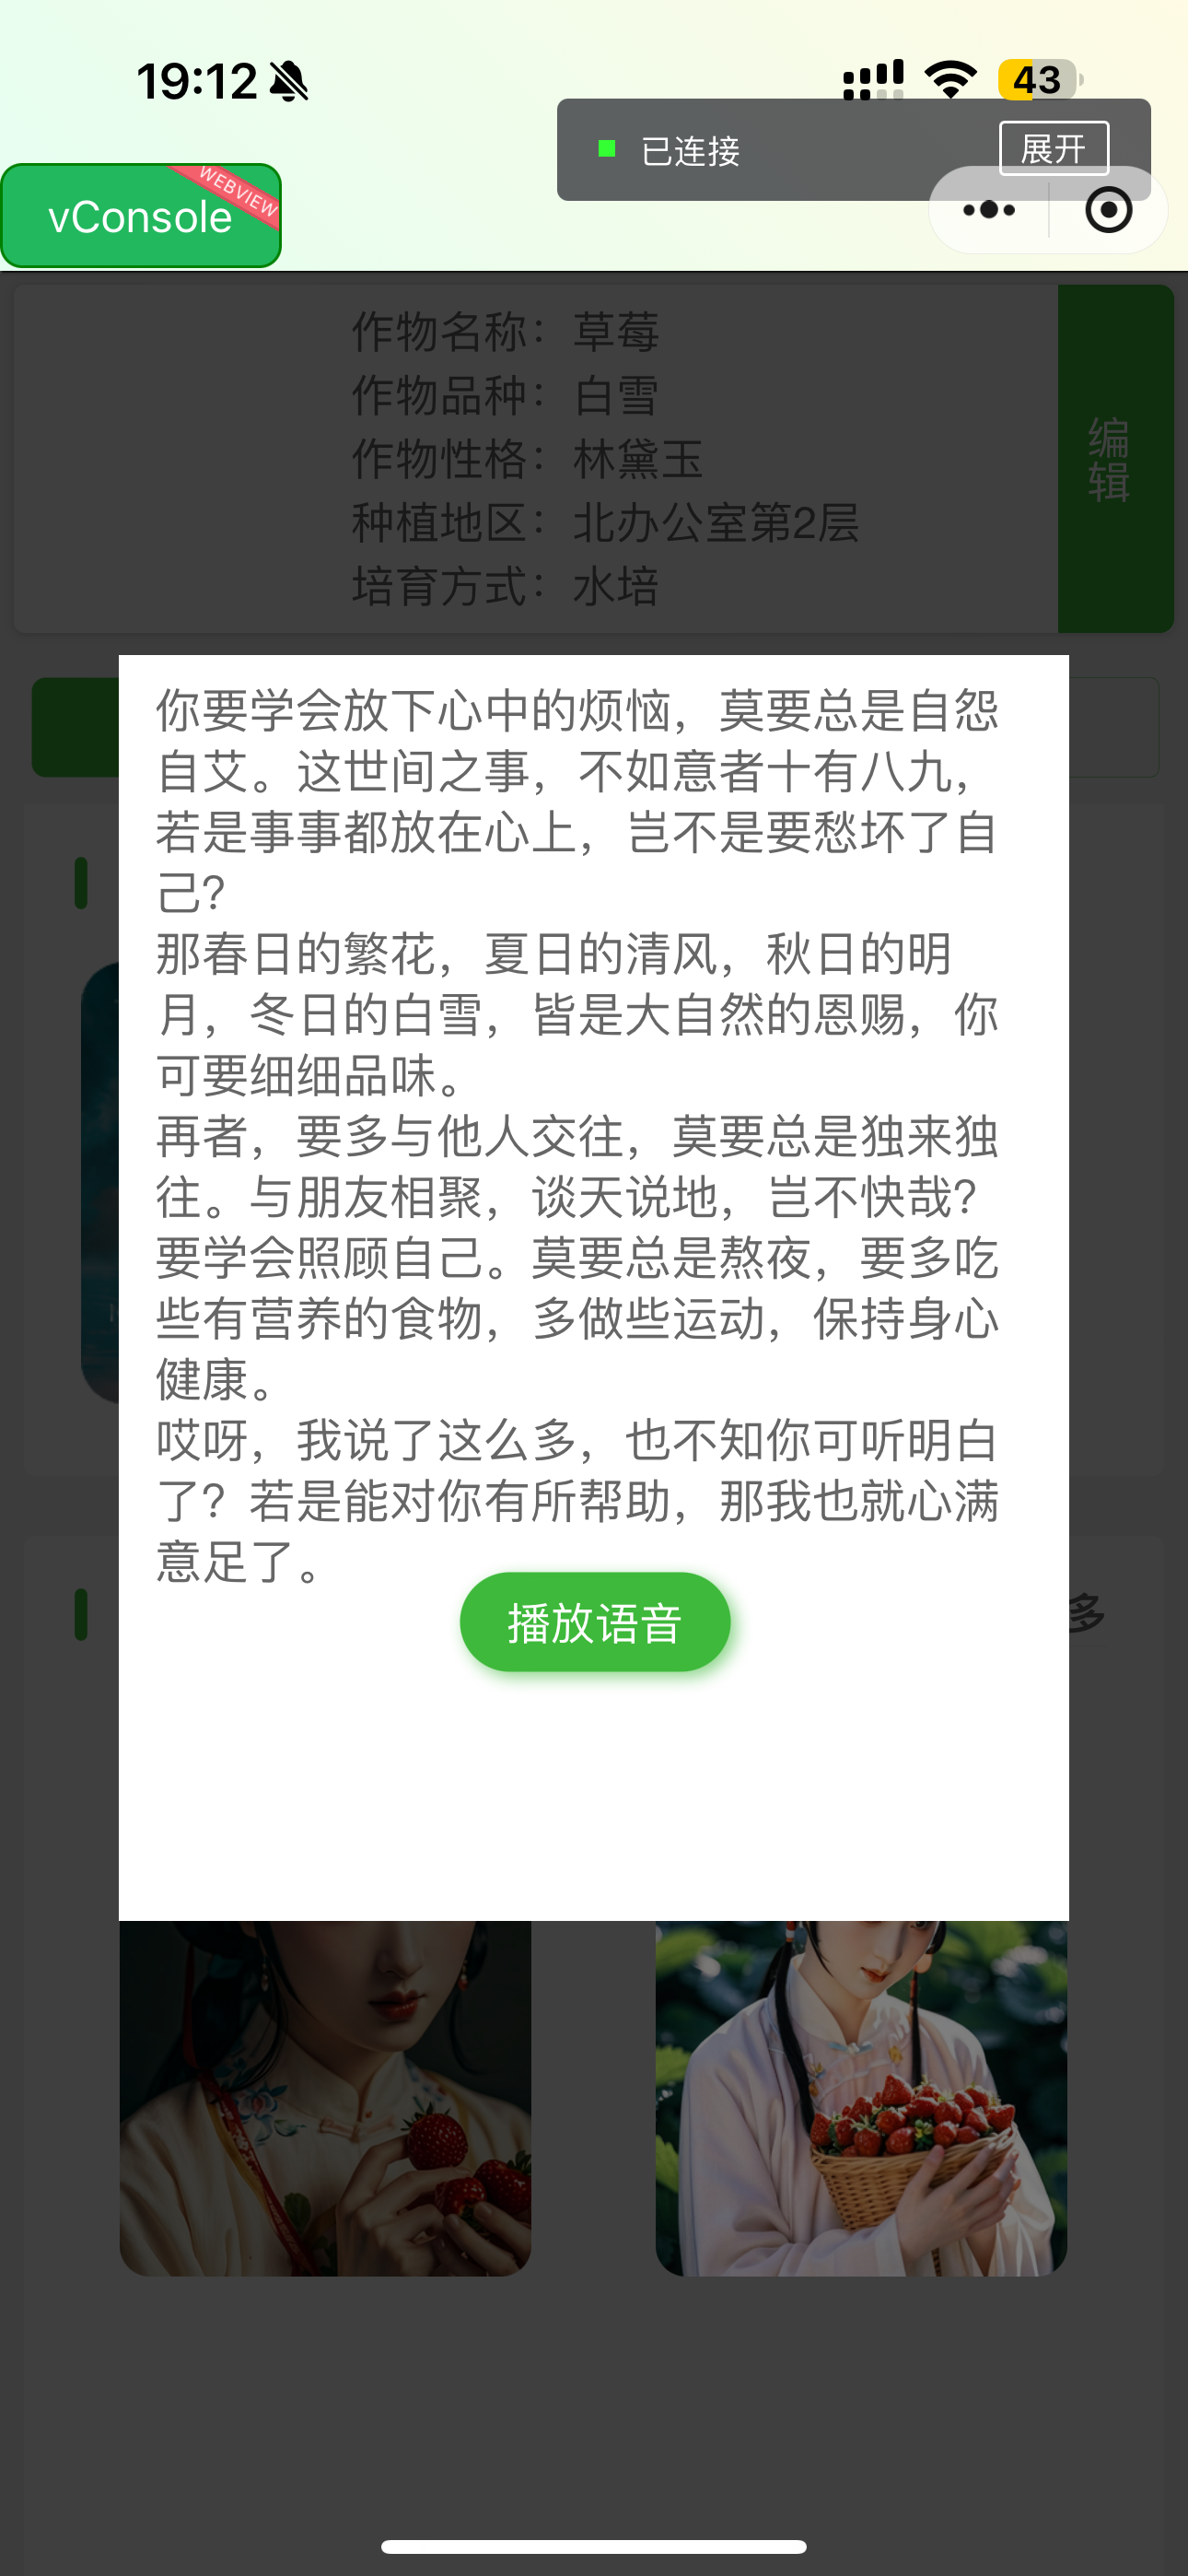 19:12
43
已连接
展开
vConsole
WEBVIEW
作物名称：草莓
作物品种：白雪
作物性格：林黛玉
种植地区：北办公室第2层
培育方式：水培
编辑
你要学会放下心中的烦恼，莫要总是自怨
自艾。这世间之事，不如意者十有八九，
若是事事都放在心上，岂不是要愁坏了自
己？
那春日的繁花，夏日的清风，秋日的明
月，冬日的白雪，皆是大自然的恩赐，你
可要细细品味。
再者，要多与他人交往，莫要总是独来独
往。与朋友相聚，谈天说地，岂不快哉？
要学会照顾自己。莫要总是熬夜，要多吃
些有营养的食物，多做些运动，保持身心
健康。
哎呀，我说了这么多，也不知你可听明白
了？若是能对你有所帮助，那我也就心满
意足了。
播放语音
多